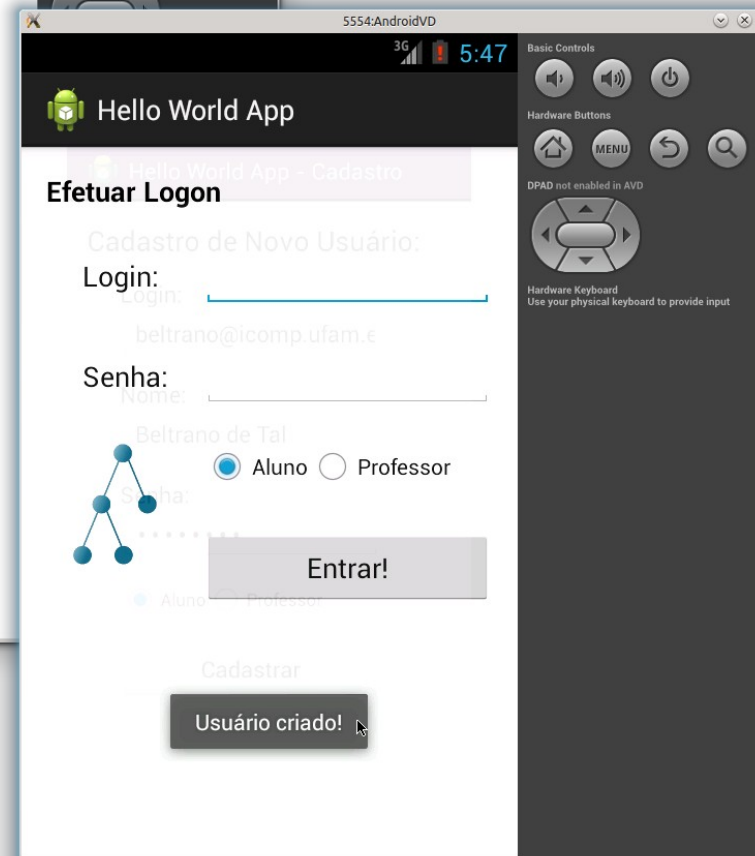 5554:AndroidVD
3G 5:47
Hello World App
Hello World App - Cadastro
Efetuar Logon
Cadastro de Novo Usuário:
Login:
Login:
beltrano@icomp.ufam.e
Senha:
Nome:
Beltrano de Tal
Aluno Professor
Senha:
Entrar!
Aluno Professor
Cadastrar
Usuário criado!
Basic Controls
Hardware Buttons
MENU
DPAD not enabled in AVD
Hardware Keyboard
Use your physical keyboard to provide input